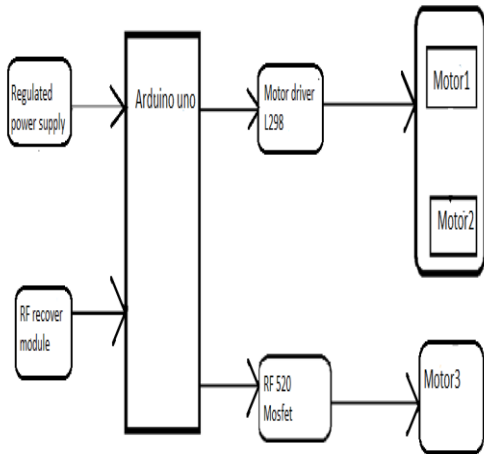 Regulated
power supply
Arduino uno
Motor driver
L298
Motor1
Motor2
RF recover
module
RF 520
Mosfet
Motor3